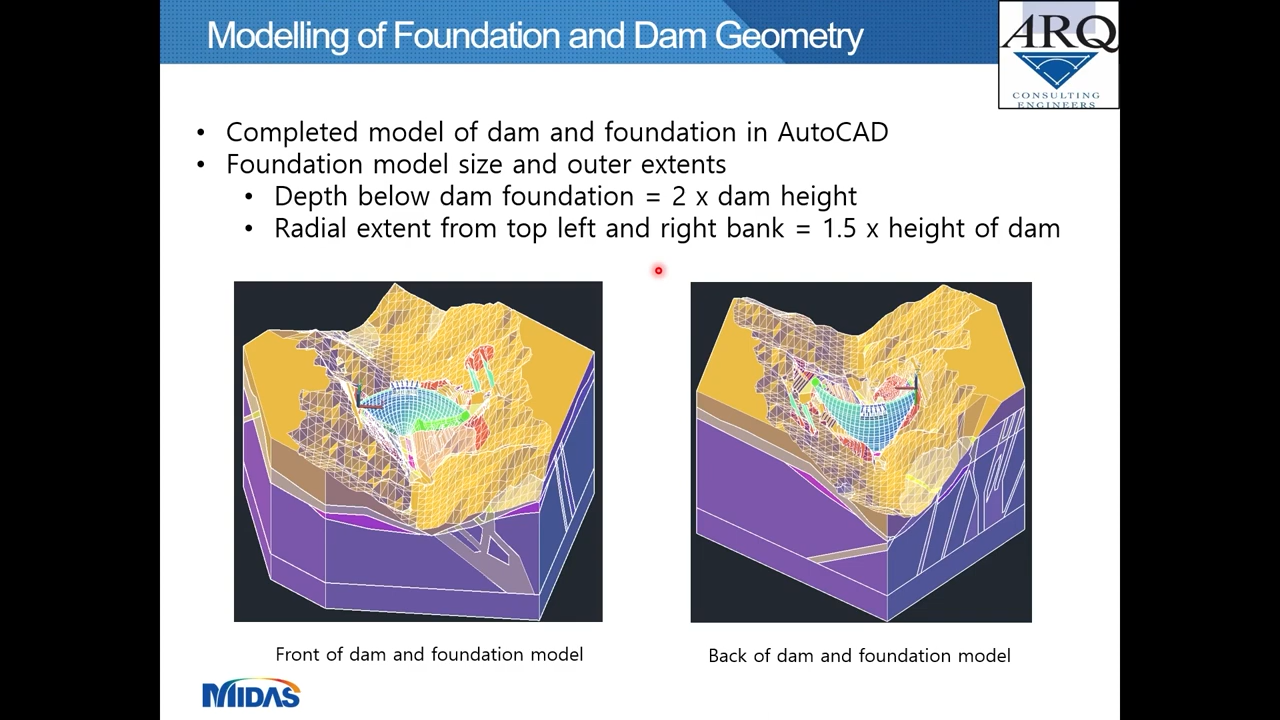 Modelling of Foundation and Dam Geometry
ARQ
CONSULTING
ENGINEERS
• Completed model of dam and foundation in AutoCAD
• Foundation model size and outer extents
• Depth below dam foundation = 2 x dam height
• Radial extent from top left and right bank = 1.5 x height of dam
Front of dam and foundation model
Back of dam and foundation model
MIDAS